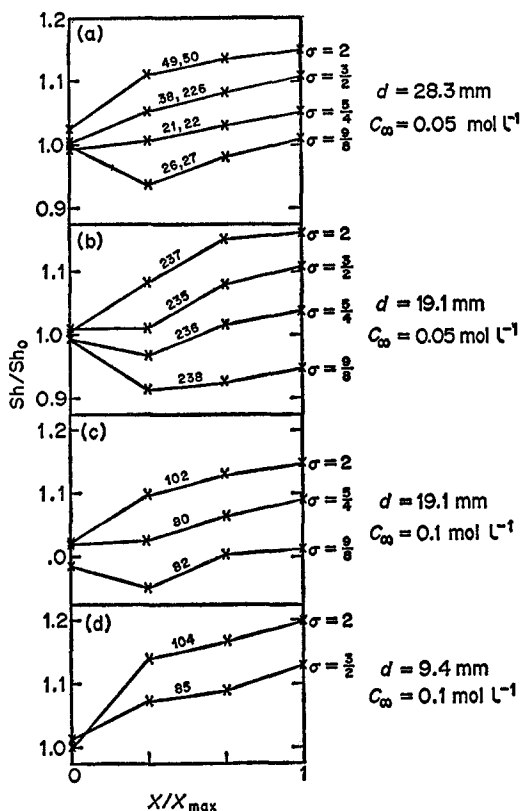 1.2
(a)
49,50
σ=2
1.1
38,226
σ=3/2
d = 28.3 mm
21,22
σ=5/4
C∞ = 0.05 mol l⁻¹
1.0
26,27
σ=9/8
0.9
(b)
237
σ=2
1.1
235
σ=3/2
236
σ=5/4
d = 19.1 mm
1.0
C∞ = 0.05 mol l⁻¹
238
σ=9/8
0.9
Sh/Sh₀
(c)
1.2
102
σ=2
1.1
80
σ=5/4
d = 19.1 mm
.0
82
σ=9/8
C∞ = 0.1 mol l⁻¹
(d)
1.2
104
σ=2
85
σ=3/2
d = 9.4 mm
1.1
C∞ = 0.1 mol l⁻¹
1.0
0
1
X/Xmax